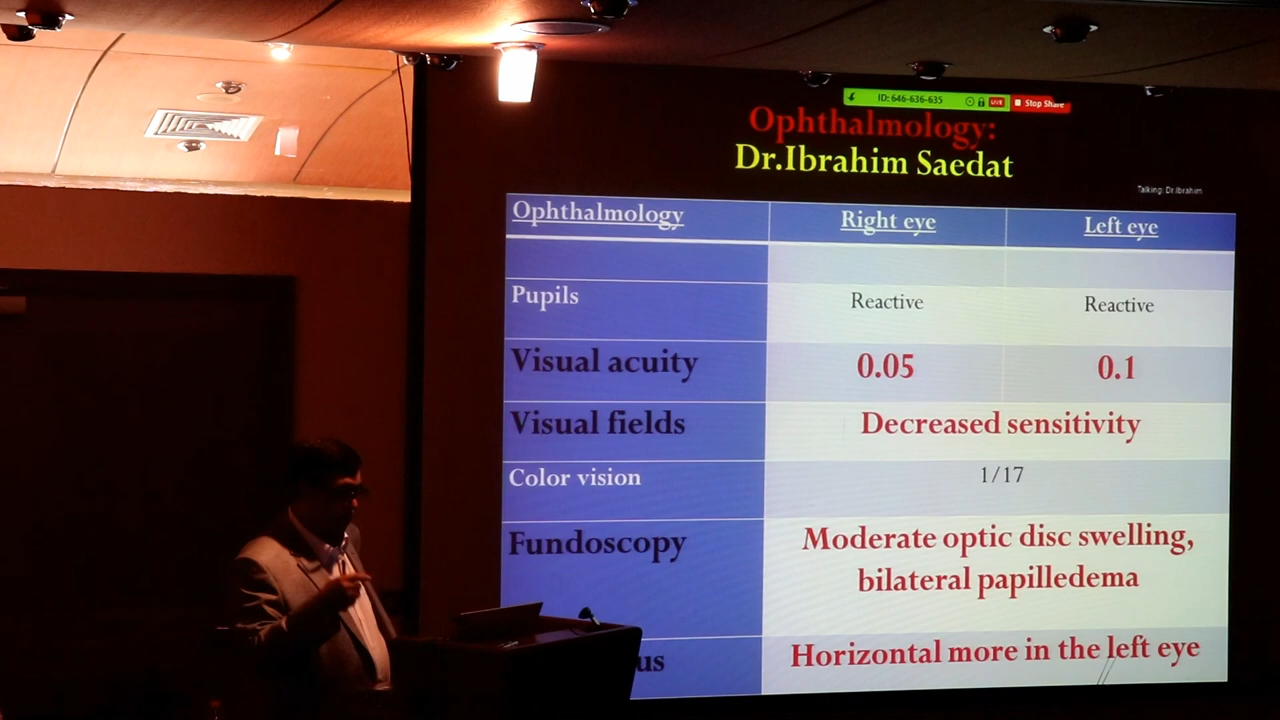 ID: 646-636-635 LIVE Stop Share
Ophthalmology:
Dr.Ibrahim Saedat
Talking: Dr.Ibrahim
Ophthalmology Right eye Left eye
Pupils Reactive Reactive
Visual acuity 0.05 0.1
Visual fields Decreased sensitivity
Color vision 1/17
Fundoscopy Moderate optic disc swelling,
bilateral papilledema
us Horizontal more in the left eye